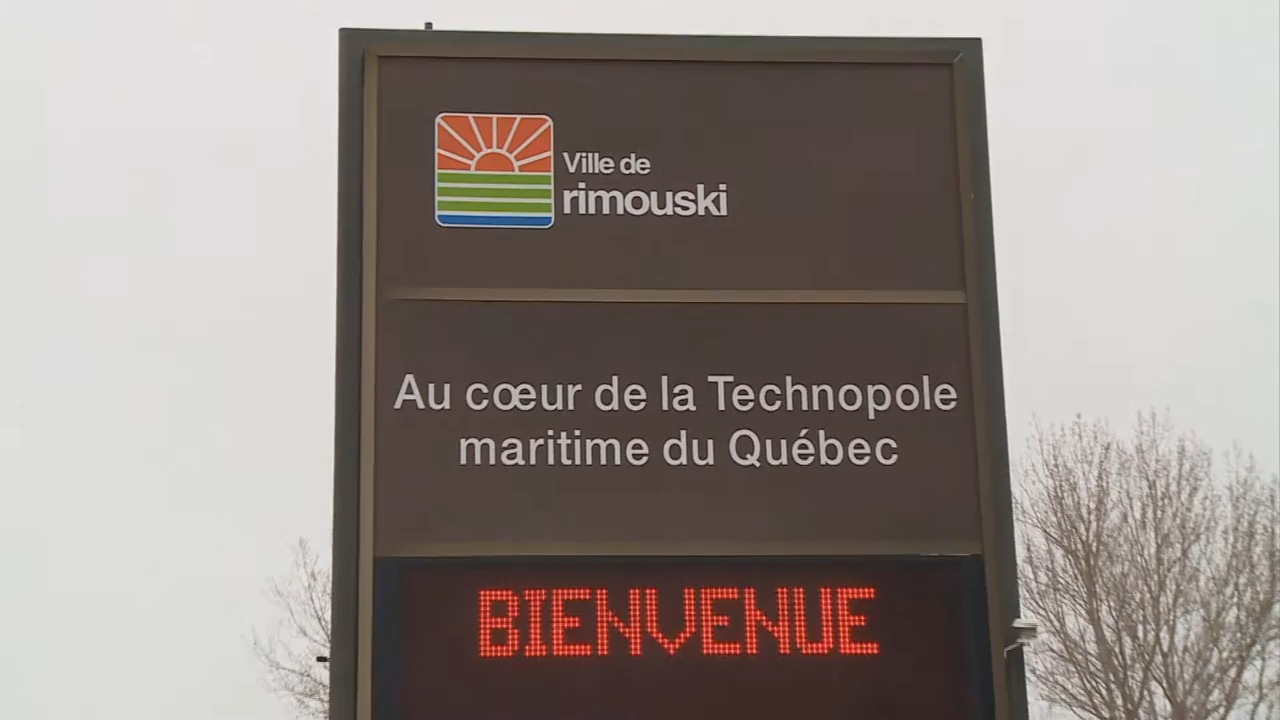 Ville de
rimouski
Au cœur de la Technopole
maritime du Québec
BIENVENUE